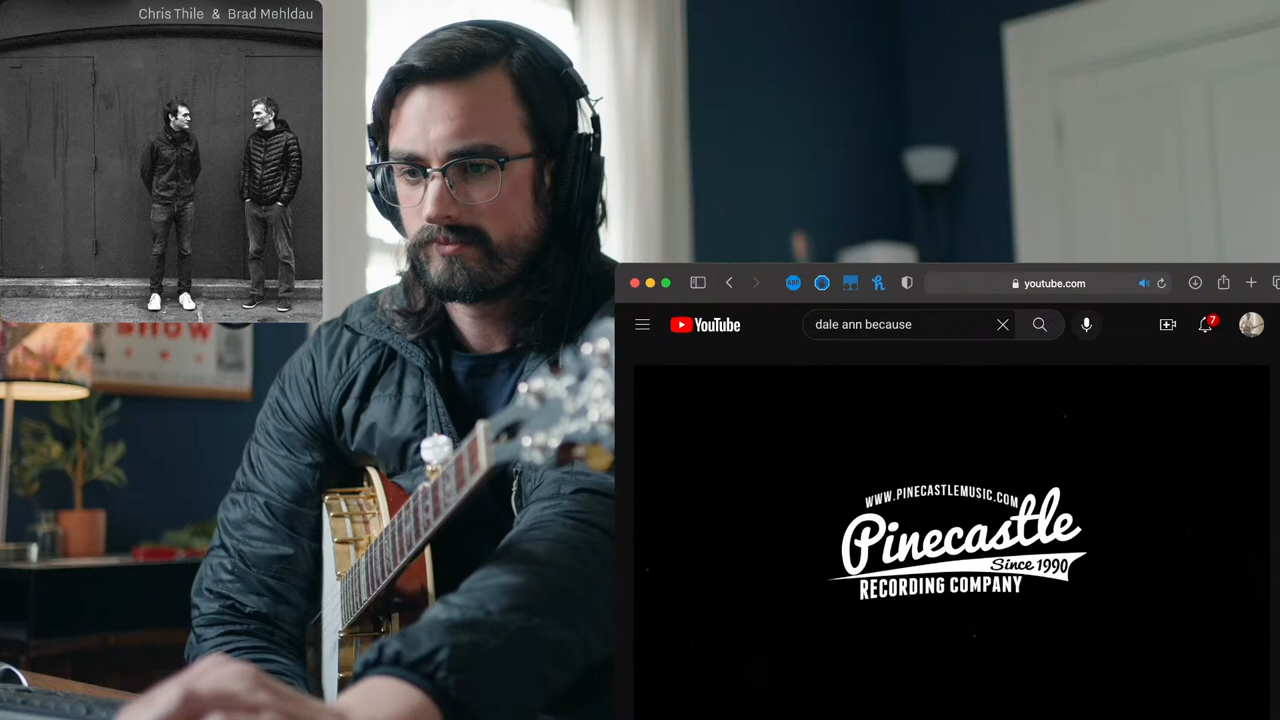 Chris Thile & Brad Mehldau
SHOW
youtube.com
YouTube
dale ann because
7
WWW.PINECASTLEMUSIC.COM
Pinecastle
Since 1990
RECORDING COMPANY